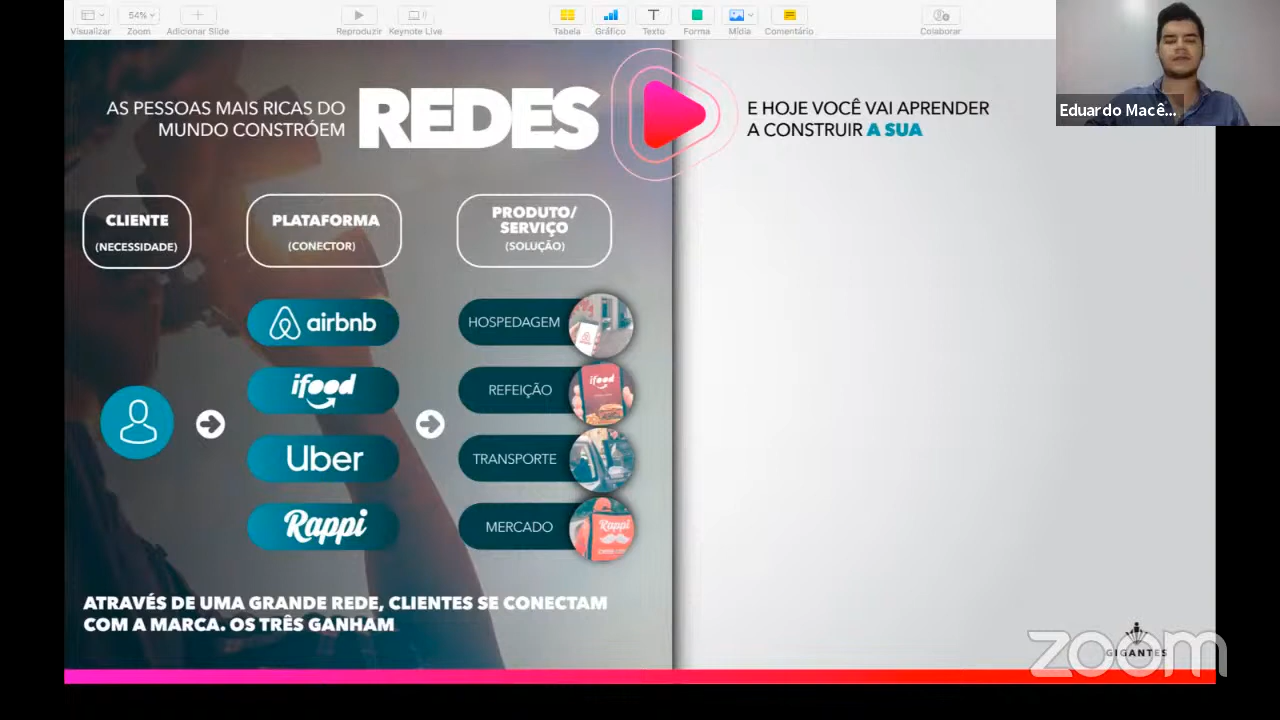 54%
Visualizar
Zoom
Adicionar Slide
Reproduzir
Keynote Live
Tabela
Gráfico
Texto
Forma
Mídia
Comentário
Colaborar
Eduardo Macê...
AS PESSOAS MAIS RICAS DO
MUNDO CONSTRÓEM
REDES
E HOJE VOCÊ VAI APRENDER
A CONSTRUIR A SUA
CLIENTE
(NECESSIDADE)
PLATAFORMA
(CONECTOR)
PRODUTO/
SERVIÇO
(SOLUÇÃO)
airbnb
HOSPEDAGEM
ifood
REFEIÇÃO
ifood
Uber
TRANSPORTE
Rappi
MERCADO
Rappi
ATRAVÉS DE UMA GRANDE REDE, CLIENTES SE CONECTAM
COM A MARCA. OS TRÊS GANHAM
GIGANTES
zoom